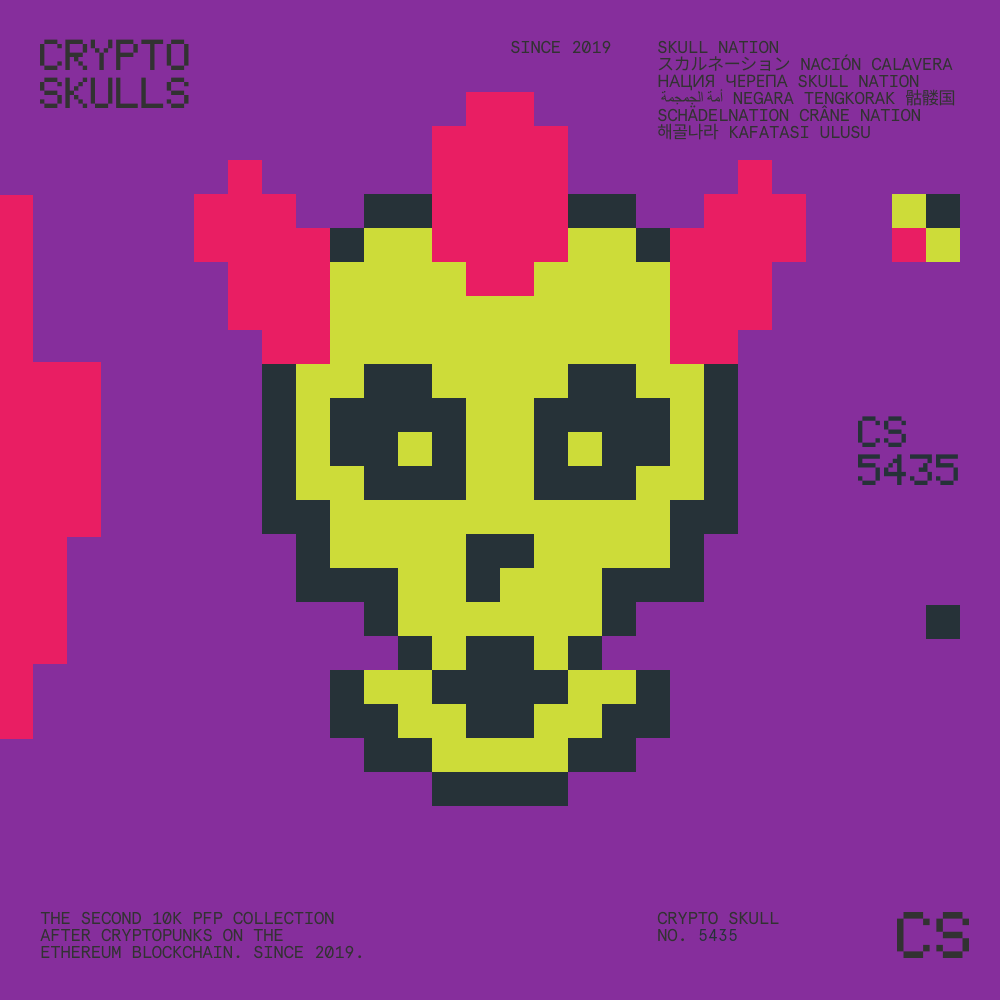 CRYPTO
SKULLS
SINCE 2019
SKULL NATION
スカルネーション NACIÓN CALAVERA
НАЦИЯ ЧЕРЕПА SKULL NATION
أمة الجمجمة NEGARA TENGKORAK 骷髅国
SCHÄDELNATION CRÂNE NATION
해골나라 KAFATASI ULUSU
CS
5435
THE SECOND 10K PFP COLLECTION
AFTER CRYPTOPUNKS ON THE
ETHEREUM BLOCKCHAIN. SINCE 2019.
CRYPTO SKULL
NO. 5435
CS